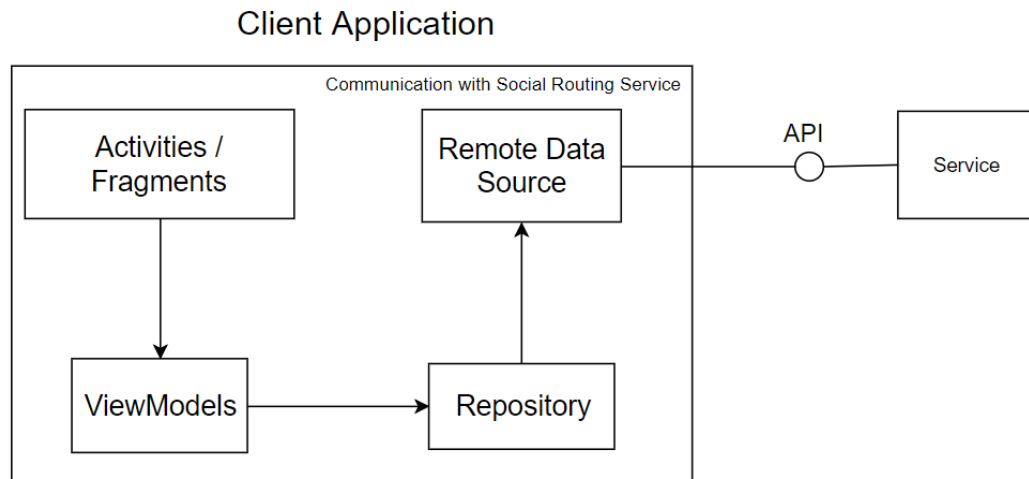 Client Application
Communication with Social Routing Service
Activities /
Fragments
Remote Data
Source
API
Service
ViewModels
Repository